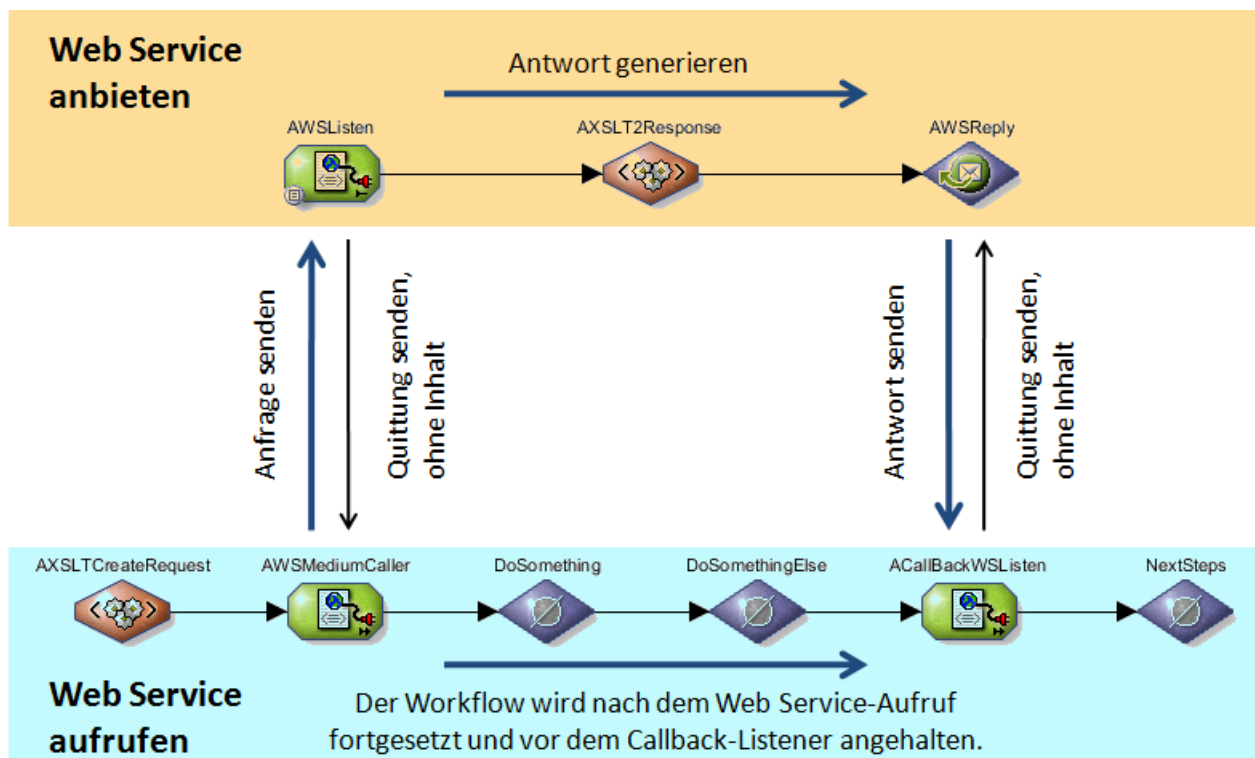 Web Service
anbieten
Antwort generieren
AWSListen
AXSLT2Response
AWSReply
Anfrage senden
Quittung senden,
ohne Inhalt
Antwort senden
Quittung senden,
ohne Inhalt
AXSLTCreateRequest
AWSMediumCaller
DoSomething
DoSomethingElse
ACallBackWSListen
NextSteps
Web Service
aufrufen
Der Workflow wird nach dem Web Service-Aufruf
fortgesetzt und vor dem Callback-Listener angehalten.